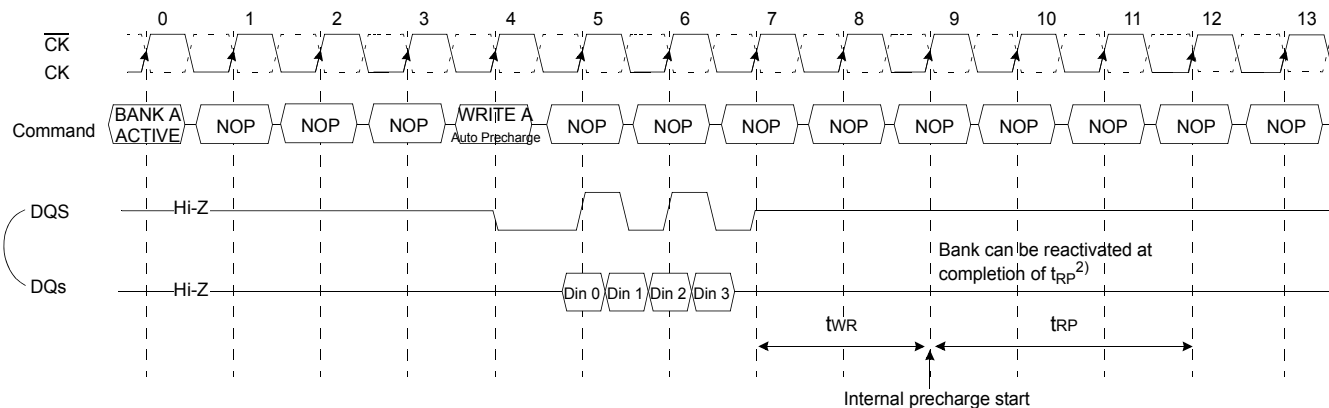 0 1 2 3 4 5 6 7 8 9 10 11 12 13
CK
CK
Command
BANK A
ACTIVE
NOP NOP NOP
WRITE A
Auto Precharge
NOP NOP NOP NOP NOP NOP NOP NOP NOP
DQS Hi-Z
Bank can be reactivated at
completion of tRP2)
DQs Hi-Z Din 0 Din 1 Din 2 Din 3
tWR tRP
Internal precharge start